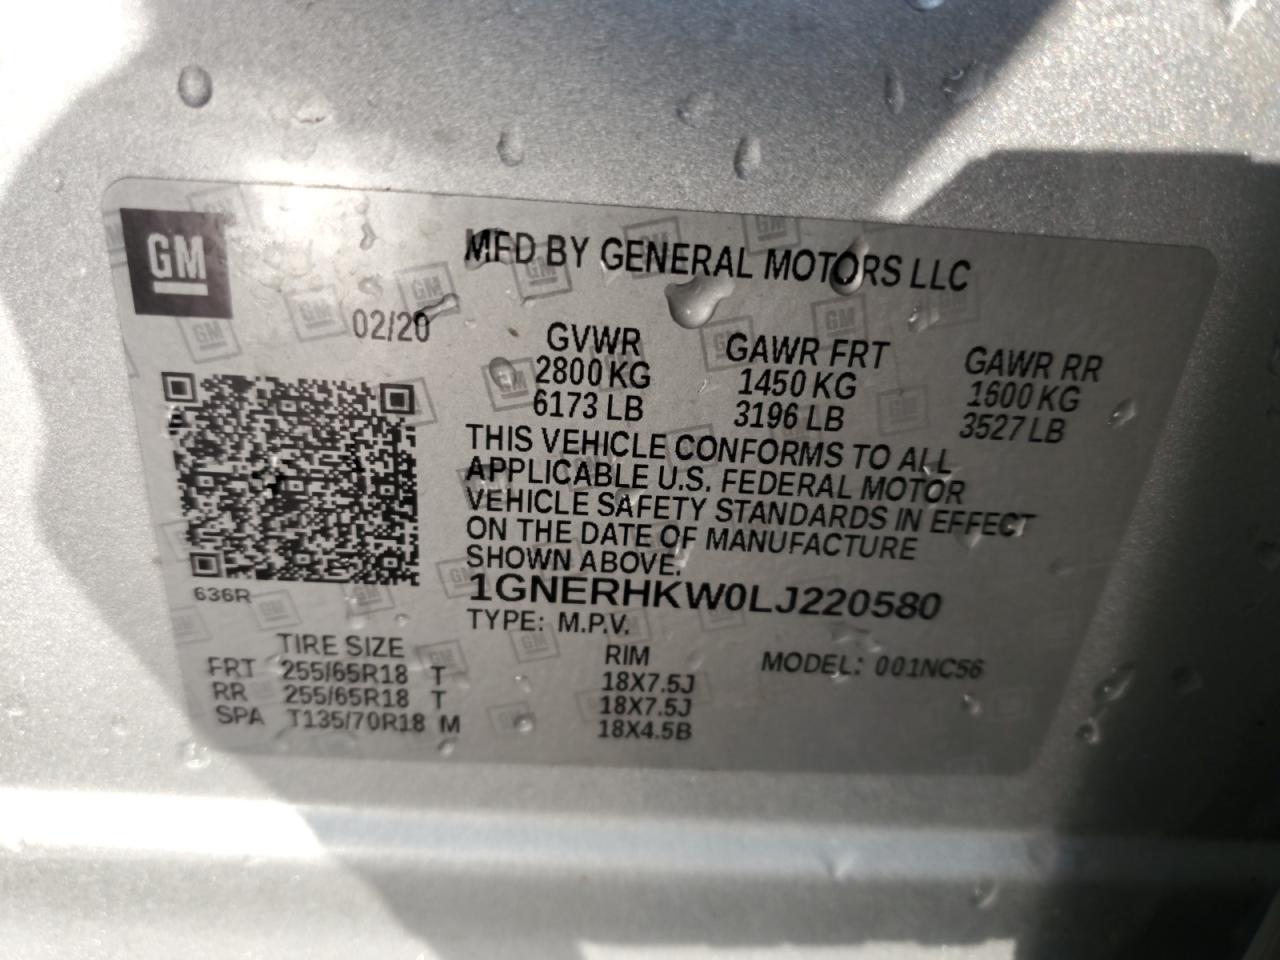 GM
MFD BY GENERAL MOTORS LLC
02/20
GVWR GAWR FRT GAWR RR
2800 KG 1450 KG 1600 KG
6173 LB 3196 LB 3527 LB
THIS VEHICLE CONFORMS TO ALL
APPLICABLE U.S. FEDERAL MOTOR
VEHICLE SAFETY STANDARDS IN EFFECT
ON THE DATE OF MANUFACTURE
SHOWN ABOVE.
1GNERHKW0LJ220580
636R
TYPE: M.P.V.
TIRE SIZE RIM MODEL: 001NC56
FRT 255/65R18 T 18X7.5J
RR 255/65R18 T 18X7.5J
SPA T135/70R18 M 18X4.5B